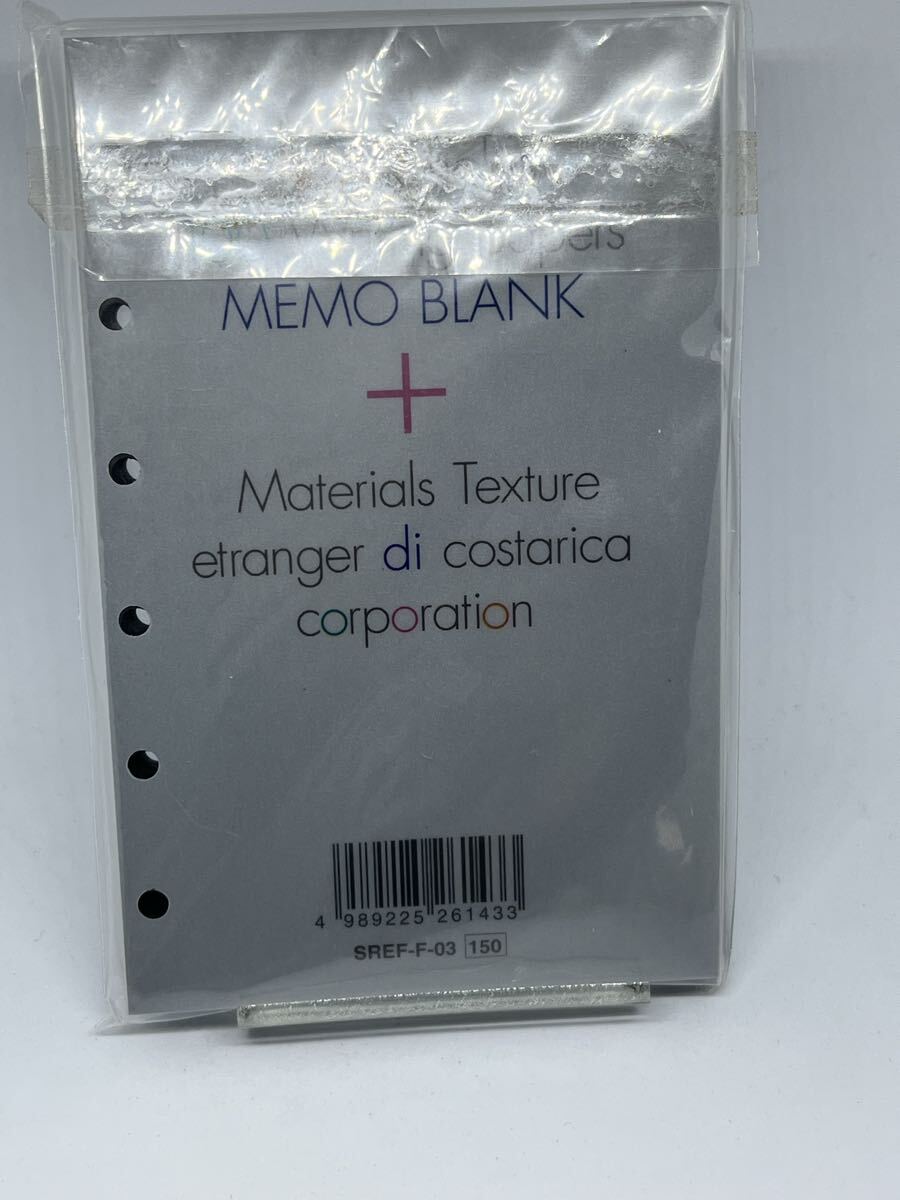 MEMO BLANK
Materials Texture
etranger di costarica
corporation
4 989225 261433
SREF-F-03 150